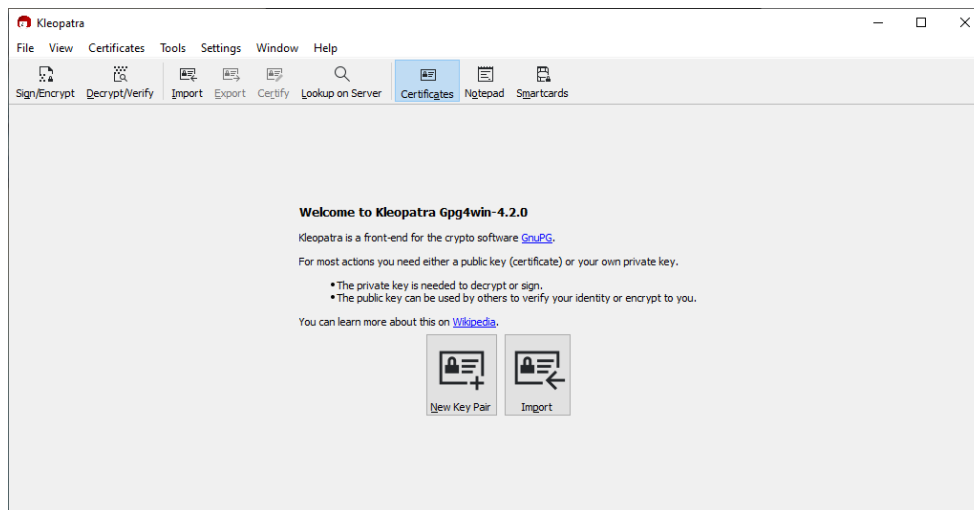 Kleopatra
File View Certificates Tools Settings Window Help
Sign/Encrypt Decrypt/Verify Import Export Certify Lookup on Server Certificates Notepad Smartcards
Welcome to Kleopatra Gpg4win-4.2.0
Kleopatra is a front-end for the crypto software GnuPG.
For most actions you need either a public key (certificate) or your own private key.
•The private key is needed to decrypt or sign.
•The public key can be used by others to verify your identity or encrypt to you.
You can learn more about this on Wikipedia.
New Key Pair Import